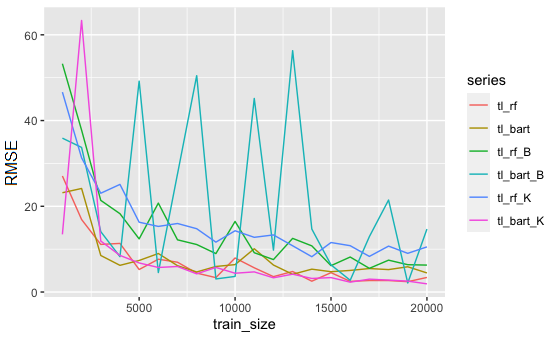 60
40
20
0
RMSE
5000 10000 15000 20000
train_size
series
tl_rf
tl_bart
tl_rf_B
tl_bart_B
tl_rf_K
tl_bart_K